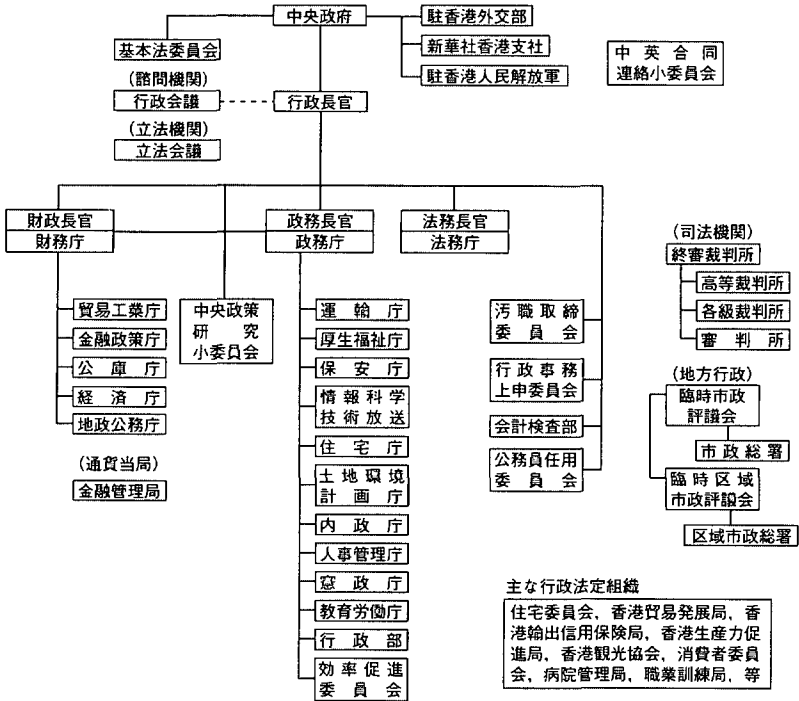 中央政府
駐香港外交部
新華社香港支社
駐香港人民解放軍
中英合同
連絡小委員会
基本法委員会
(諮問機関)
行政会議
行政長官
(立法機関)
立法会議
財政長官
財務庁
政務長官
政務庁
法務長官
法務庁
貿易工業庁
金融政策庁
公庫庁
経済庁
地政公務庁
(通貨当局)
金融管理局
中央政策
研究
小委員会
運輸庁
厚生福祉庁
保安庁
情報科学
技術放送
住宅庁
土地環境
計画庁
内政庁
人事管理庁
窓政庁
教育労働庁
行政部
効率促進
委員会
汚職取締
委員会
行政事務
上申委員会
会計検査部
公務員任用
委員会
(司法機関)
終審裁判所
高等裁判所
各級裁判所
審判所
(地方行政)
臨時市政
評議会
市政総署
臨時区域
市政評議会
区域市政総署
主な行政法定組織
住宅委員会，香港貿易発展局，香
港輸出信用保険局，香港生産力促
進局，香港観光協会，消費者委員
会，病院管理局，職業訓練局，等